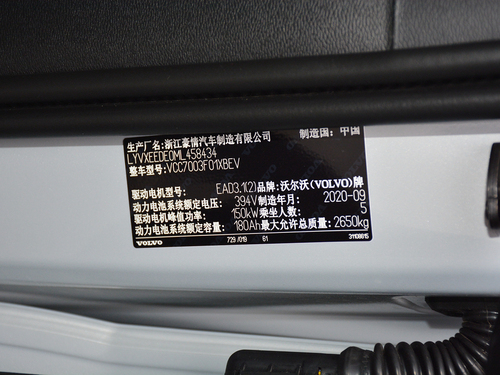 生产厂名: 浙江豪情汽车制造有限公司 制造国: 中国
LYVXEEDE0ML458434
整车型号: VCC7003F01XBEV
驱动电机型号: EAD3.1(2) 品牌: 沃尔沃(VOLVO)牌
动力电池系统额定电压: 394V 制造年月: 2020-09
驱动电机峰值功率: 150kW 乘坐人数: 5
动力电池系统额定容量: 180Ah 最大允许总质量: 2650kg
VOLVO 729 /019 61 31108015